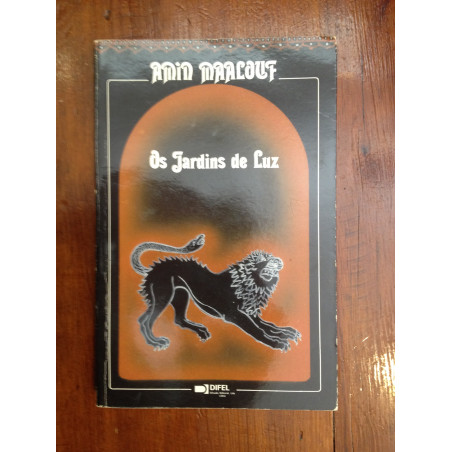 AMIN MAALOUF
Os Jardins de Luz
DIFEL